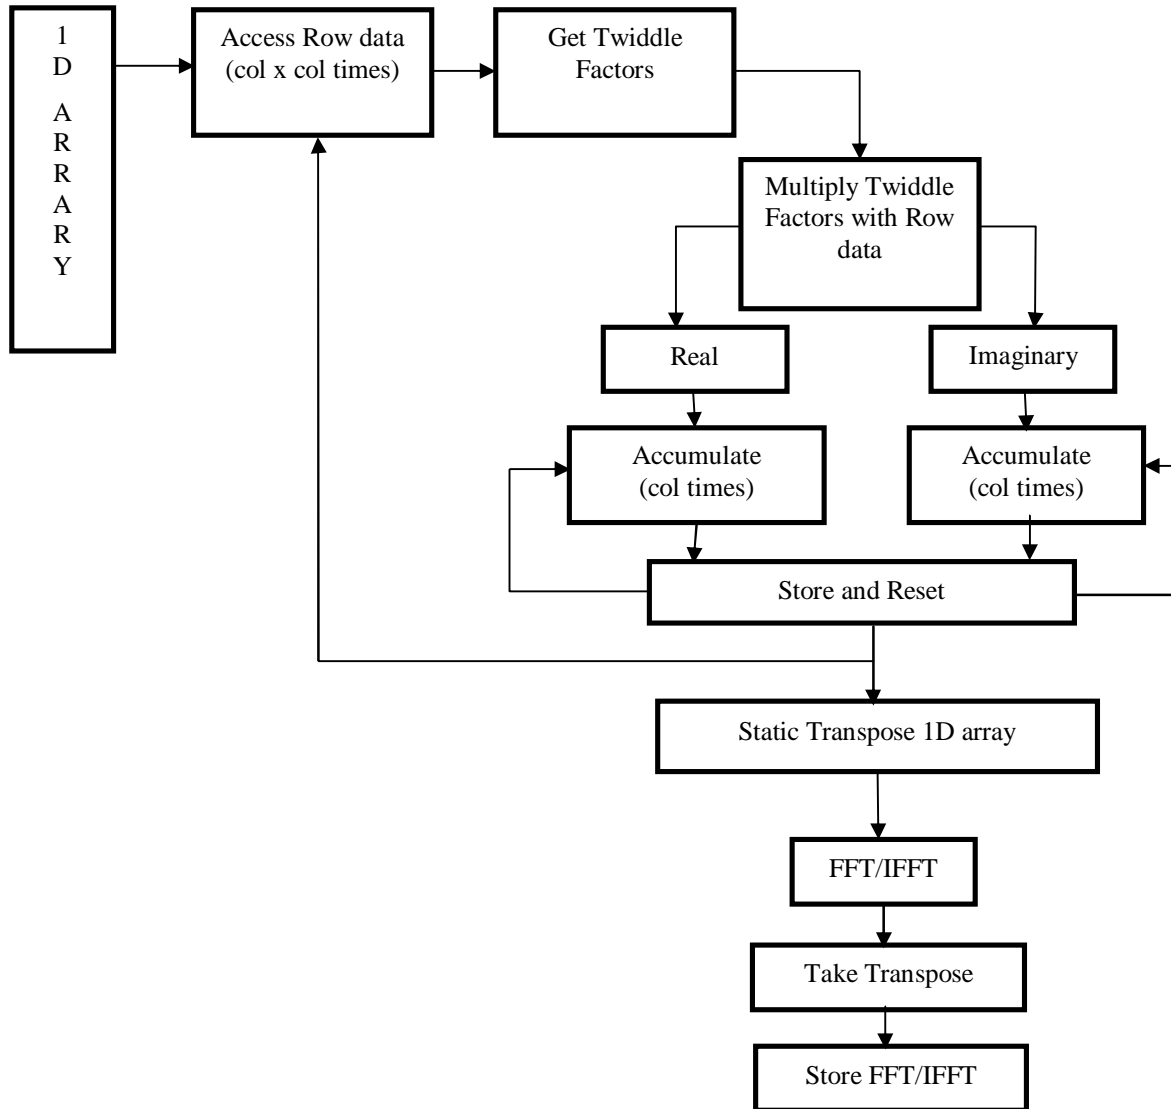 1
D
A
R
R
A
R
Y
Access Row data
(col x col times)
Get Twiddle
Factors
Multiply Twiddle
Factors with Row
data
Real
Imaginary
Accumulate
(col times)
Accumulate
(col times)
Store and Reset
Static Transpose 1D array
FFT/IFFT
Take Transpose
Store FFT/IFFT